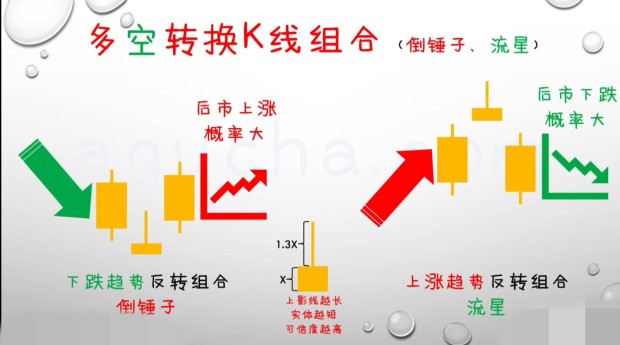 多空转换K线组合（倒锤子、流星）
后市上涨
概率大
后市下跌
概率大
1.3X
X
下跌趋势反转组合
倒锤子
上影线越长
实体越短
可信度越高
上涨趋势反转组合
流星